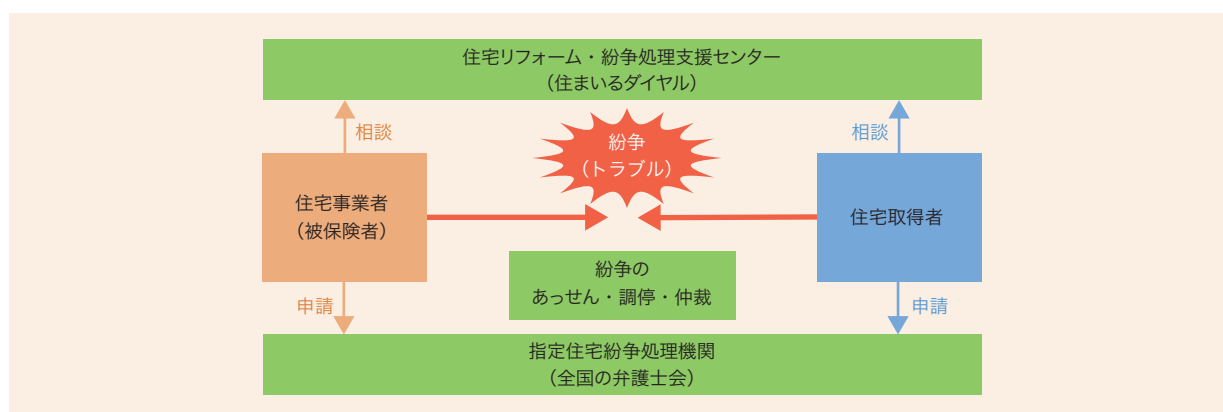 住宅リフォーム・紛争処理支援センター
（住まいるダイヤル）
相談
紛争
（トラブル）
相談
住宅事業者
（被保険者）
住宅取得者
紛争の
あっせん・調停・仲裁
申請
申請
指定住宅紛争処理機関
（全国の弁護士会）